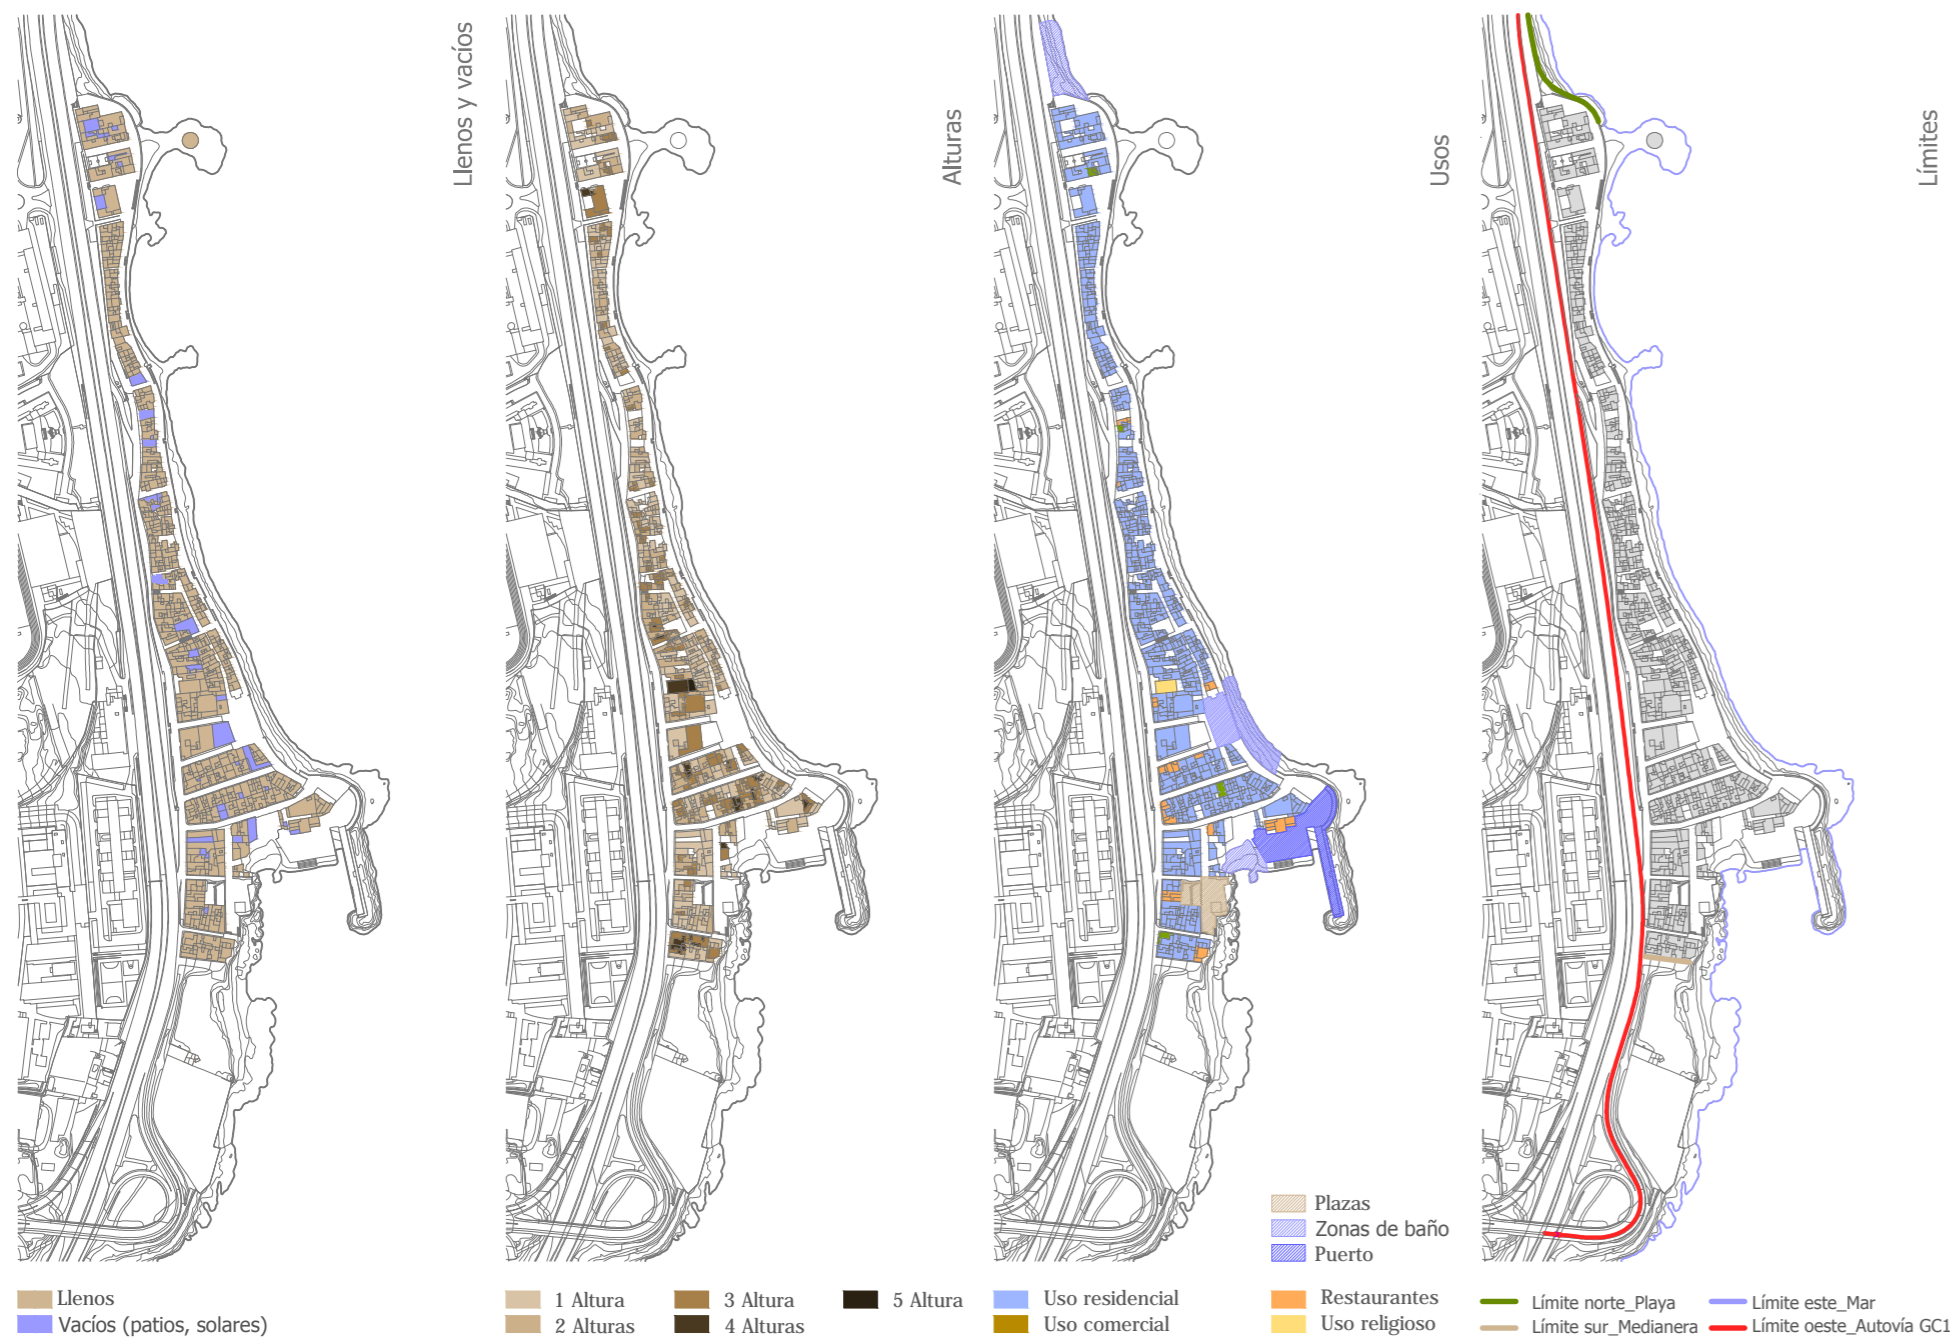 Llenos y vacíos
Alturas
Usos
Límites
Llenos
Vacíos (patios, solares)
1 Altura
2 Alturas
3 Altura
4 Alturas
5 Altura
Plazas
Zonas de baño
Puerto
Uso residencial
Uso comercial
Restaurantes
Uso religioso
Límite norte_Playa
Límite sur_Medianera
Límite este_Mar
Límite oeste_Autovía GC1